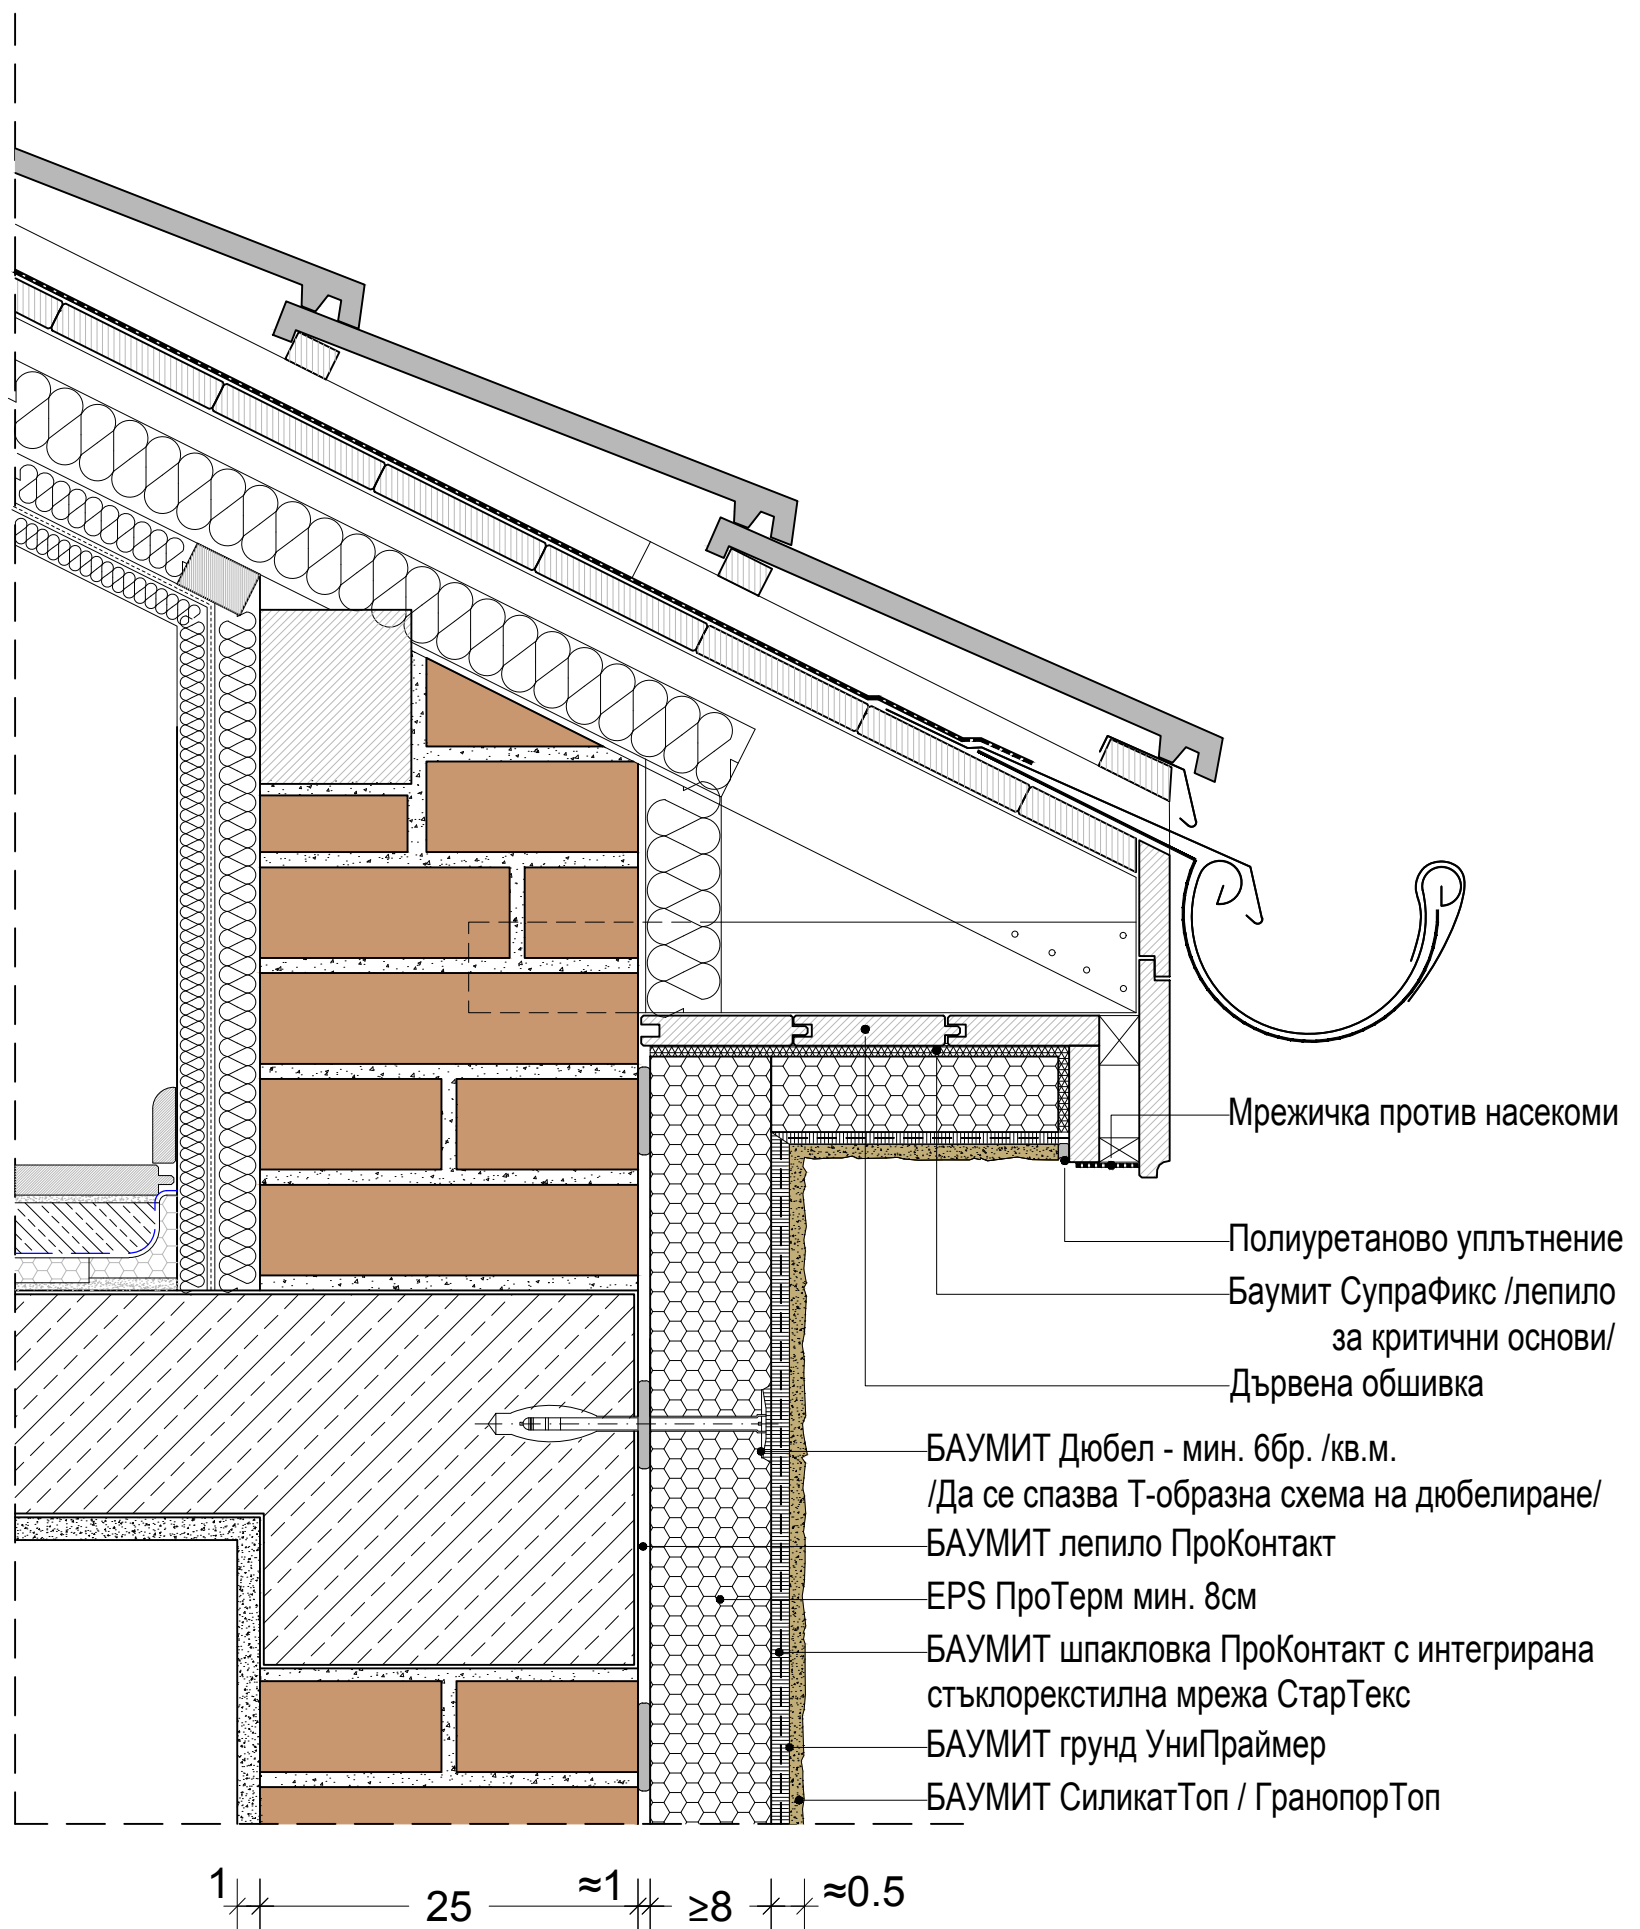 Мрежичка против насекоми
Полиуретаново уплътнение
Баумит СупраФикс /лепило
за критични основи/
Дървена обшивка
БАУМИТ Дюбел - мин. 6бр. /кв.м.
/Да се спазва Т-образна схема на дюбелиране/
БАУМИТ лепило ПроКонтакт
EPS ПроТерм мин. 8см
БАУМИТ шпакловка ПроКонтакт с интегрирана
стъклорекстилна мрежа СтарТекс
БАУМИТ грунд УниПраймер
БАУМИТ СиликатТоп / ГранопорТоп
1 25 ≈1 ≥8 ≈0.5